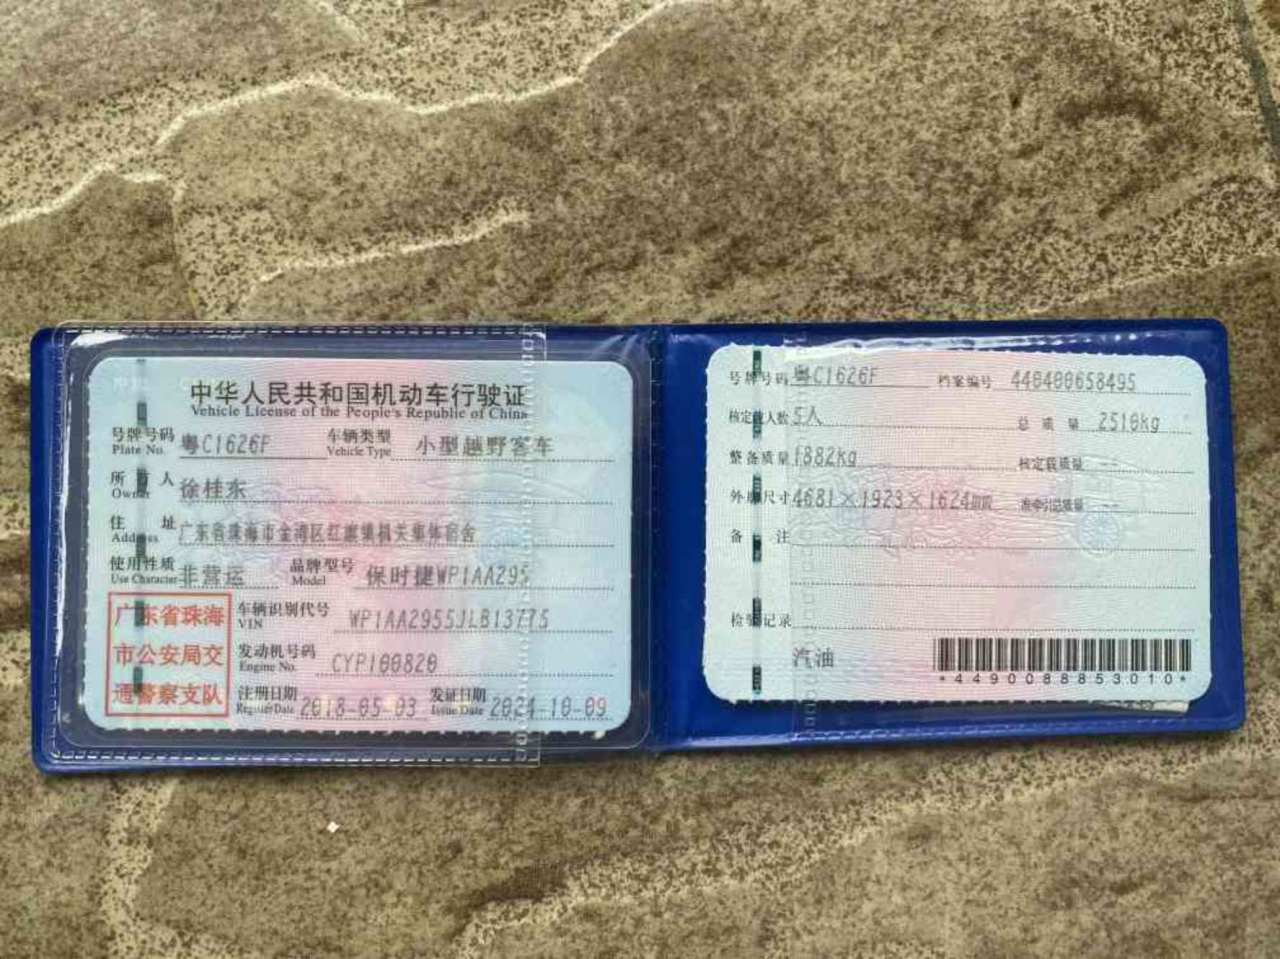 中华人民共和国机动车行驶证
Vehicle License of the People's Republic of China
号牌号码 粤C1626F 车辆类型 小型越野客车
Plate No. Vehicle Type
所有人 徐桂东
Owner
住址 广东省珠海市金湾区红旗镇机关集体宿舍
Address
使用性质 非营运 品牌型号 保时捷WP1AA295
Use Character Model
广东省珠海
市公安局交
通警察支队
车辆识别代号 WP1AA2955JLB13775
VIN
发动机号码 CYP100820
Engine No.
注册日期 2018-05-03 发证日期 2024-10-09
Register Date Issue Date
号牌号码 粤C1626F 档案编号 440400658495
核定载人数 5人 总质量 2510kg
整备质量 1882kg 核定载质量 --
外廓尺寸 4681×1923×1624mm 准牵引总质量 --
备注
检验记录
汽油
*4490088853010*